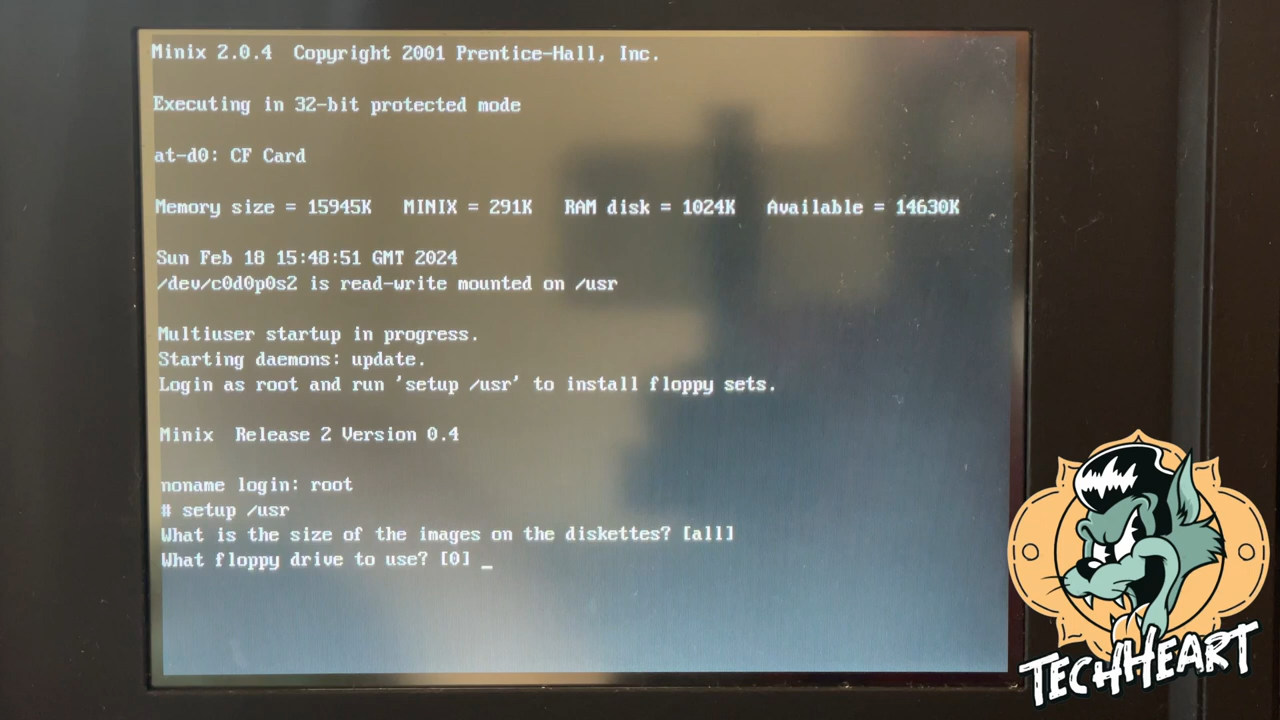 Minix 2.0.4  Copyright 2001 Prentice-Hall, Inc.
Executing in 32-bit protected mode
at-d0: CF Card
Memory size = 15945K   MINIX = 291K   RAM disk = 1024K   Available = 14630K
Sun Feb 18 15:48:51 GMT 2024
/dev/c0d0p0s2 is read-write mounted on /usr
Multiuser startup in progress.
Starting daemons: update.
Login as root and run 'setup /usr' to install floppy sets.
Minix  Release 2 Version 0.4
noname login: root
# setup /usr
What is the size of the images on the diskettes? [all]
What floppy drive to use? [0] _
TECHHEART